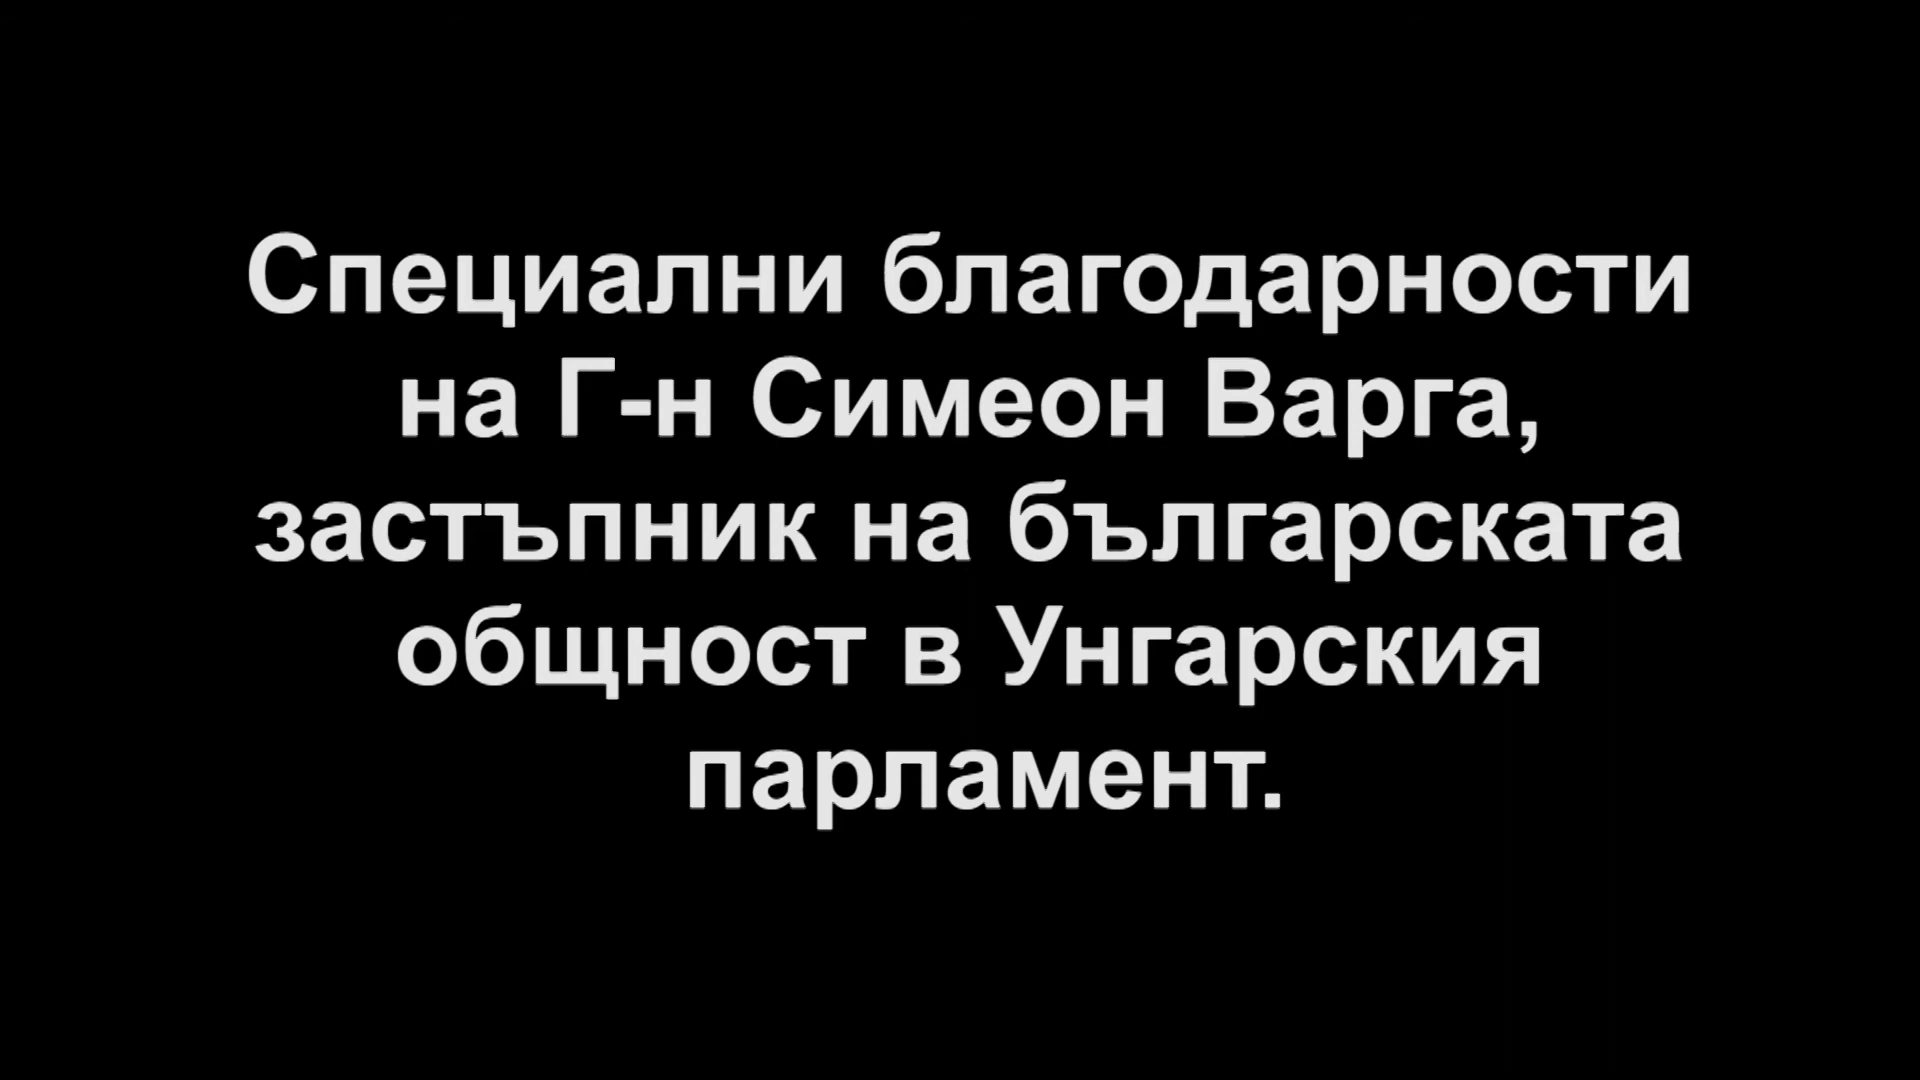 Специални благодарности
на Г-н Симеон Варга,
застъпник на българската
общност в Унгарския
парламент.